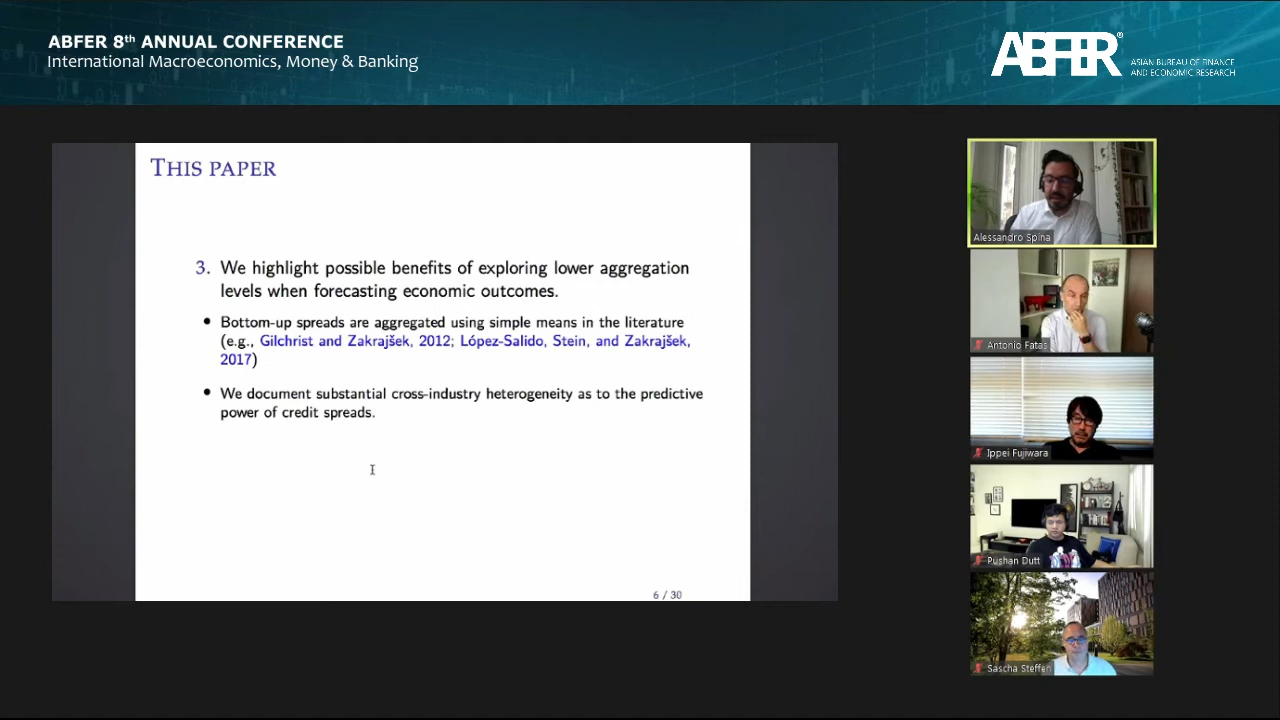 ABFER 8th ANNUAL CONFERENCE
International Macroeconomics, Money & Banking
ABFER®
ASIAN BUREAU OF FINANCE
AND ECONOMIC RESEARCH
THIS PAPER
3. We highlight possible benefits of exploring lower aggregation
levels when forecasting economic outcomes.
• Bottom-up spreads are aggregated using simple means in the literature
(e.g., Gilchrist and Zakrajšek, 2012; López-Salido, Stein, and Zakrajšek,
2017)
• We document substantial cross-industry heterogeneity as to the predictive
power of credit spreads.
6 / 30
Alessandro Spina
Antonio Fatas
Ippei Fujiwara
Pushan Dutt
Sascha Steffen